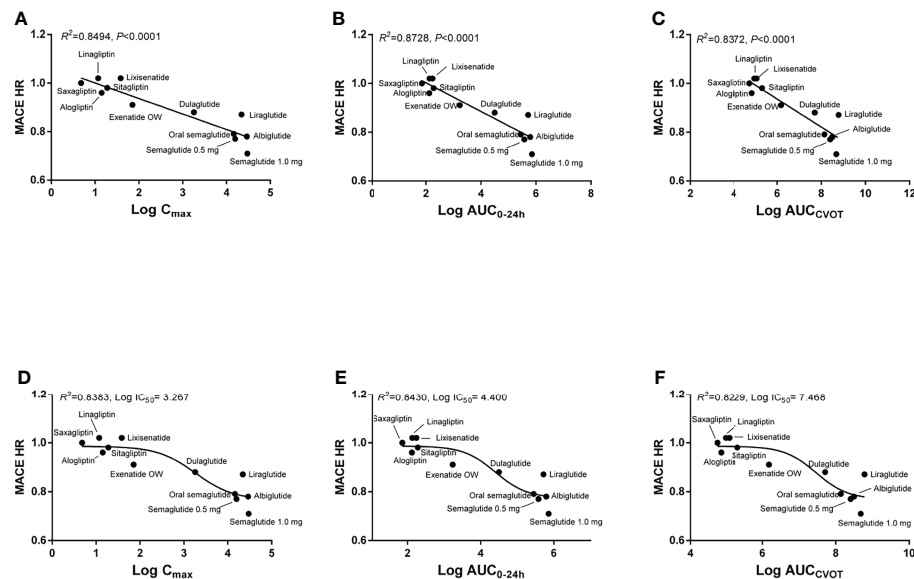 A
R²=0.8494, P<0.0001
MACE HR
1.2
1.0
0.8
0.6
Linagliptin
Lixisenatide
Saxagliptin
Sitagliptin
Alogliptin
Exenatide OW
Dulaglutide
Liraglutide
Oral semaglutide
Albiglutide
Semaglutide 0.5 mg
Semaglutide 1.0 mg
0 1 2 3 4 5
Log Cmax
B
R²=0.8728, P<0.0001
MACE HR
1.2
1.0
0.8
0.6
Linagliptin
Lixisenatide
Saxagliptin
Sitagliptin
Alogliptin
Exenatide OW
Dulaglutide
Liraglutide
Oral semaglutide
Albiglutide
Semaglutide 0.5 mg
Semaglutide 1.0 mg
0 2 4 6 8
Log AUC0-24h
C
R²=0.8372, P<0.0001
MACE HR
1.2
1.0
0.8
0.6
Linagliptin
Lixisenatide
Saxagliptin
Sitagliptin
Alogliptin
Exenatide OW
Dulaglutide
Liraglutide
Oral semaglutide
Albiglutide
Semaglutide 0.5 mg
Semaglutide 1.0 mg
2 4 6 8 10 12
Log AUCCVOT
D
R²=0.8383, Log IC50= 3.267
MACE HR
1.2
1.0
0.8
0.6
Linagliptin
Saxagliptin
Lixisenatide
Alogliptin
Sitagliptin
Exenatide OW
Dulaglutide
Liraglutide
Oral semaglutide
Albiglutide
Semaglutide 0.5 mg
Semaglutide 1.0 mg
0 1 2 3 4 5
Log Cmax
E
R²=0.8430, Log IC50= 4.400
MACE HR
1.2
1.0
0.8
0.6
Saxagliptin
Linagliptin
Lixisenatide
Alogliptin
Sitagliptin
Exenatide OW
Dulaglutide
Liraglutide
Oral semaglutide
Albiglutide
Semaglutide 0.5 mg
Semaglutide 1.0 mg
2 4 6
Log AUC0-24h
F
R²=0.8229, Log IC50= 7.468
MACE HR
1.2
1.0
0.8
0.6
Saxagliptin
Linagliptin
Lixisenatide
Alogliptin
Sitagliptin
Exenatide OW
Dulaglutide
Liraglutide
Oral semaglutide
Albiglutide
Semaglutide 0.5 mg
Semaglutide 1.0 mg
4 6 8 10
Log AUCCVOT